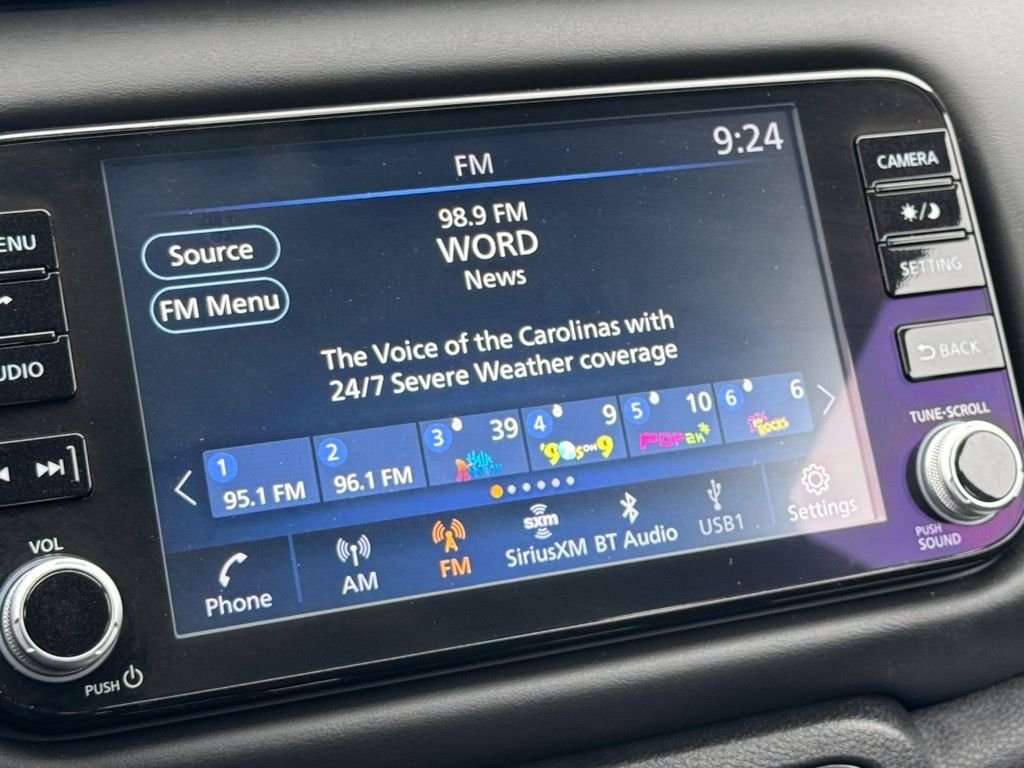 FM
9:24
98.9 FM
WORD
News
Source
FM Menu
The Voice of the Carolinas with
24/7 Severe Weather coverage
1
95.1 FM
2
96.1 FM
3 39
4 9
'90s on 9
5 10
POP2K
6 6
ROCKS
Phone
AM
FM
sxm
SiriusXM
BT Audio
USB1
Settings
ENU
UDIO
VOL
PUSH
CAMERA
SETTING
BACK
TUNE·SCROLL
PUSH
SOUND